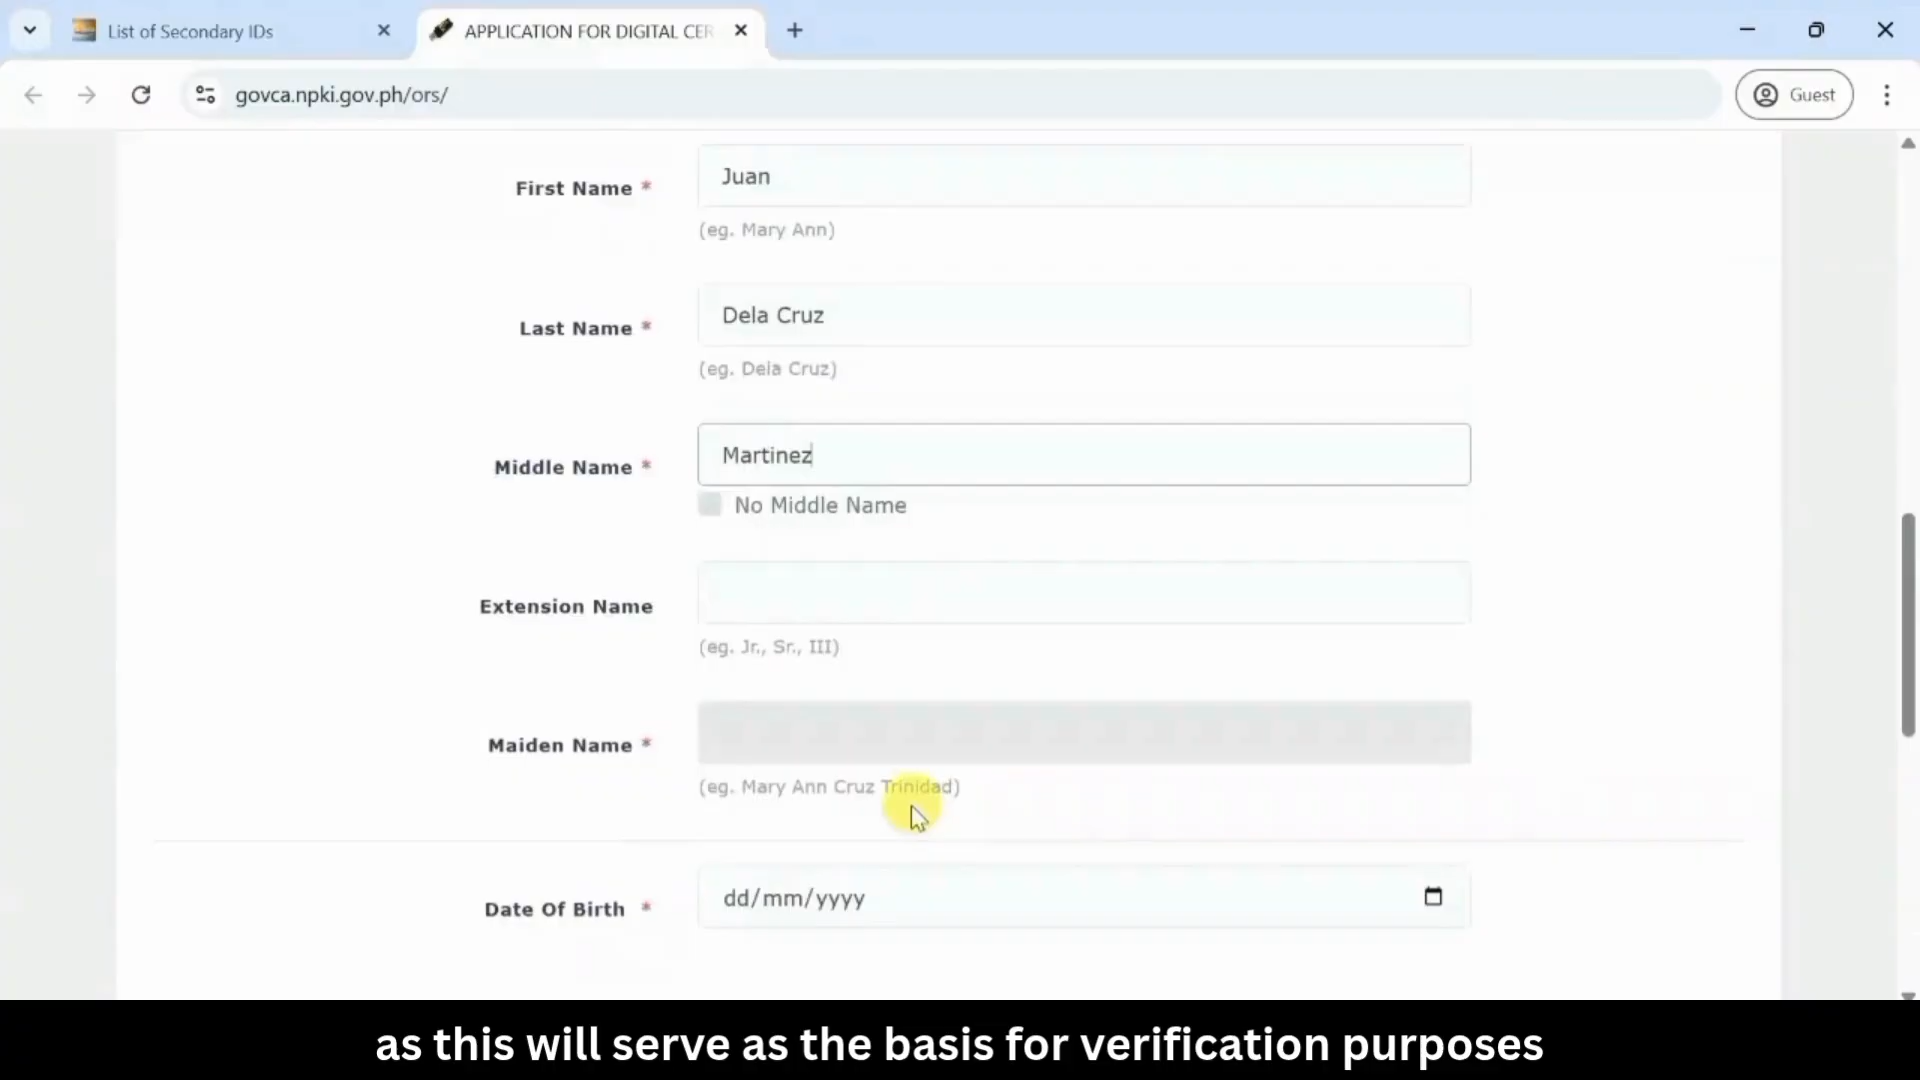 List of Secondary IDs
APPLICATION FOR DIGITAL CER
govca.npki.gov.ph/ors/
Guest
First Name *
Juan
(eg. Mary Ann)
Last Name *
Dela Cruz
(eg. Dela Cruz)
Middle Name *
Martinez
No Middle Name
Extension Name
(eg. Jr., Sr., III)
Maiden Name *
(eg. Mary Ann Cruz Trinidad)
Date Of Birth *
dd/mm/yyyy
as this will serve as the basis for verification purposes